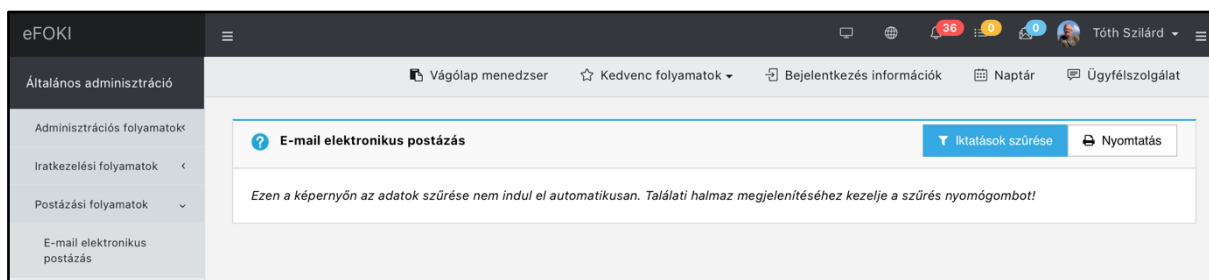 eFOKI
36
0
0
Tóth Szilárd
Általános adminisztráció
Vágólap menedzser
Kedvenc folyamatok
Bejelentkezés információk
Naptár
Ügyfélszolgálat
Adminisztrációs folyamatok
Iratkezelési folyamatok
Postázási folyamatok
E-mail elektronikus
postázás
E-mail elektronikus postázás
Iktatások szűrése
Nyomtatás
Ezen a képernyőn az adatok szűrése nem indul el automatikusan. Találati halmaz megjelenítéséhez kezelje a szűrés nyomógombot!